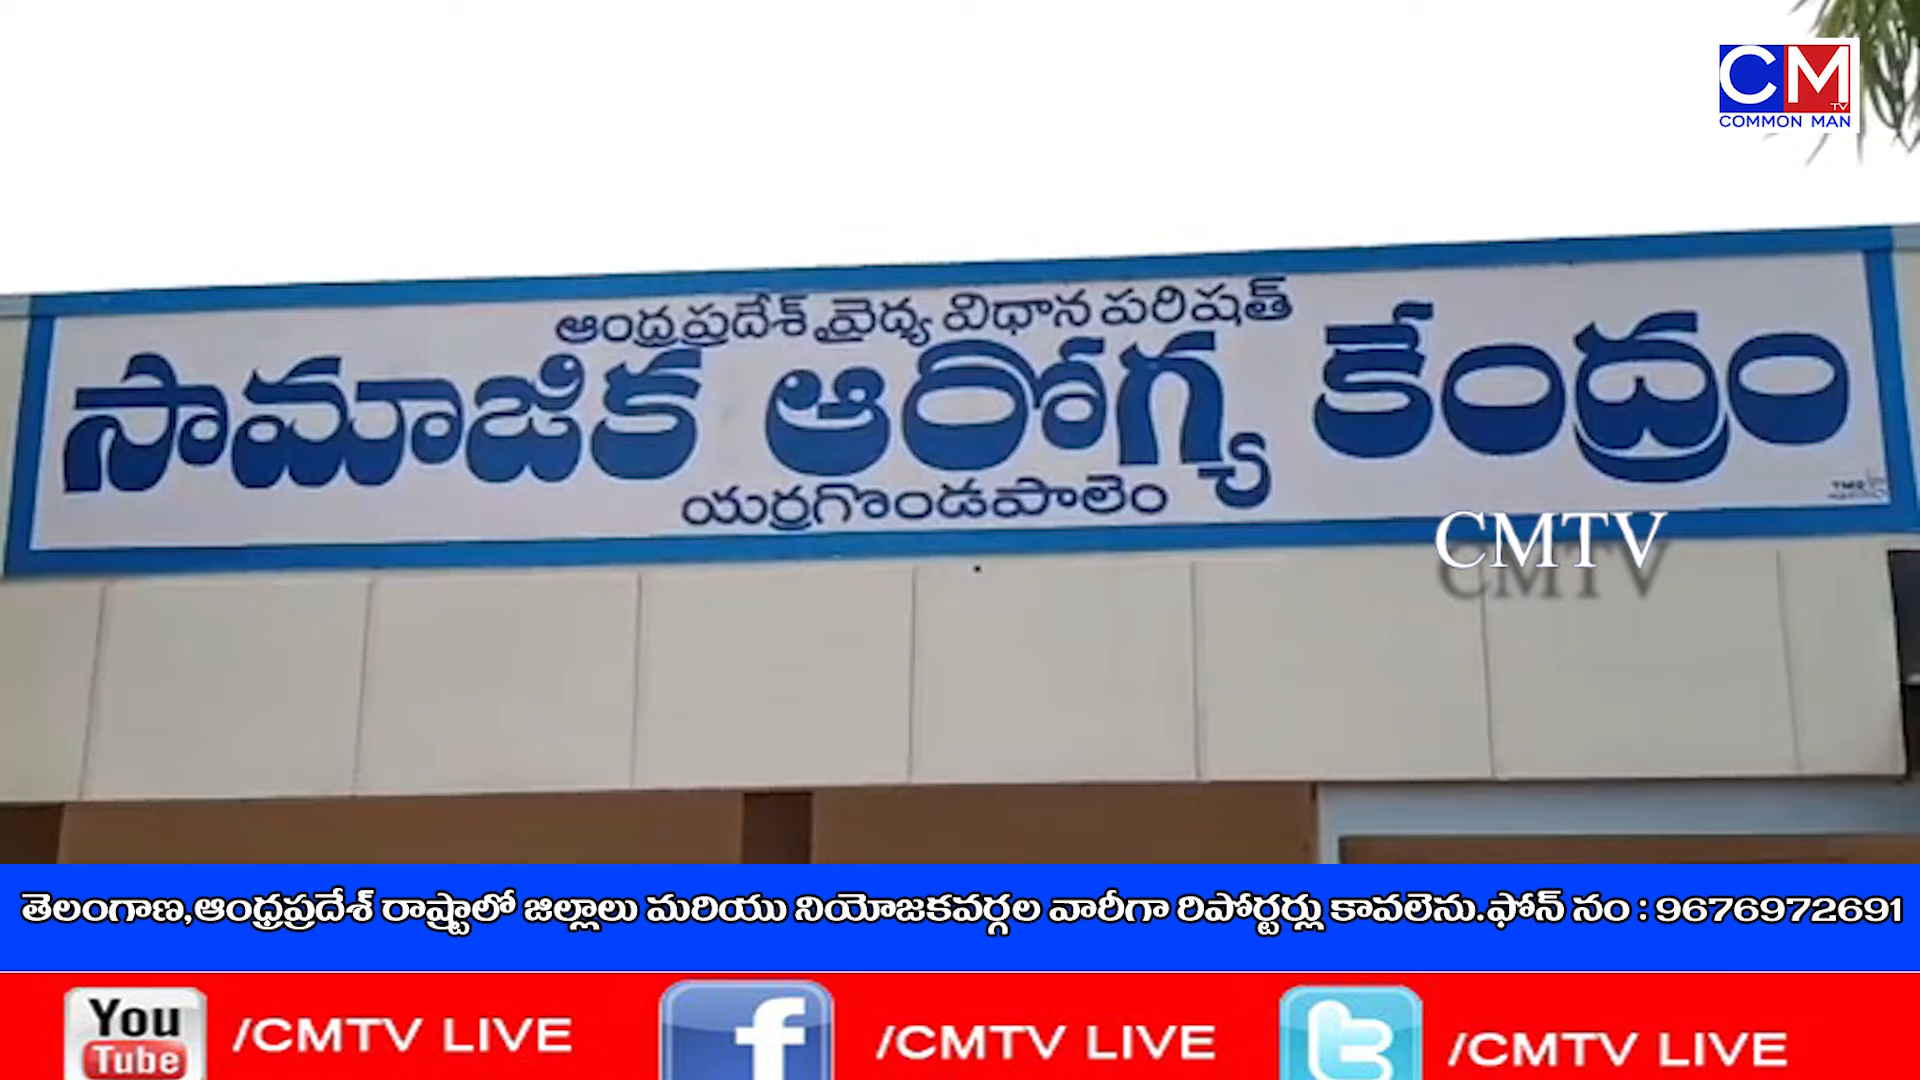 CM
TV
COMMON MAN
ఆంధ్రప్రదేశ్ వైద్య విధాన పరిషత్
సామాజిక ఆరోగ్య కేంద్రం
యర్రగొండపాలెం
CMTV
తెలంగాణ,ఆంధ్రప్రదేశ్ రాష్ట్రాలో జిల్లాలు మరియు నియోజకవర్గల వారీగా రిపోర్టర్లు కావలెను.ఫోన్ నం : 9676972691
You Tube /CMTV LIVE f /CMTV LIVE t /CMTV LIVE